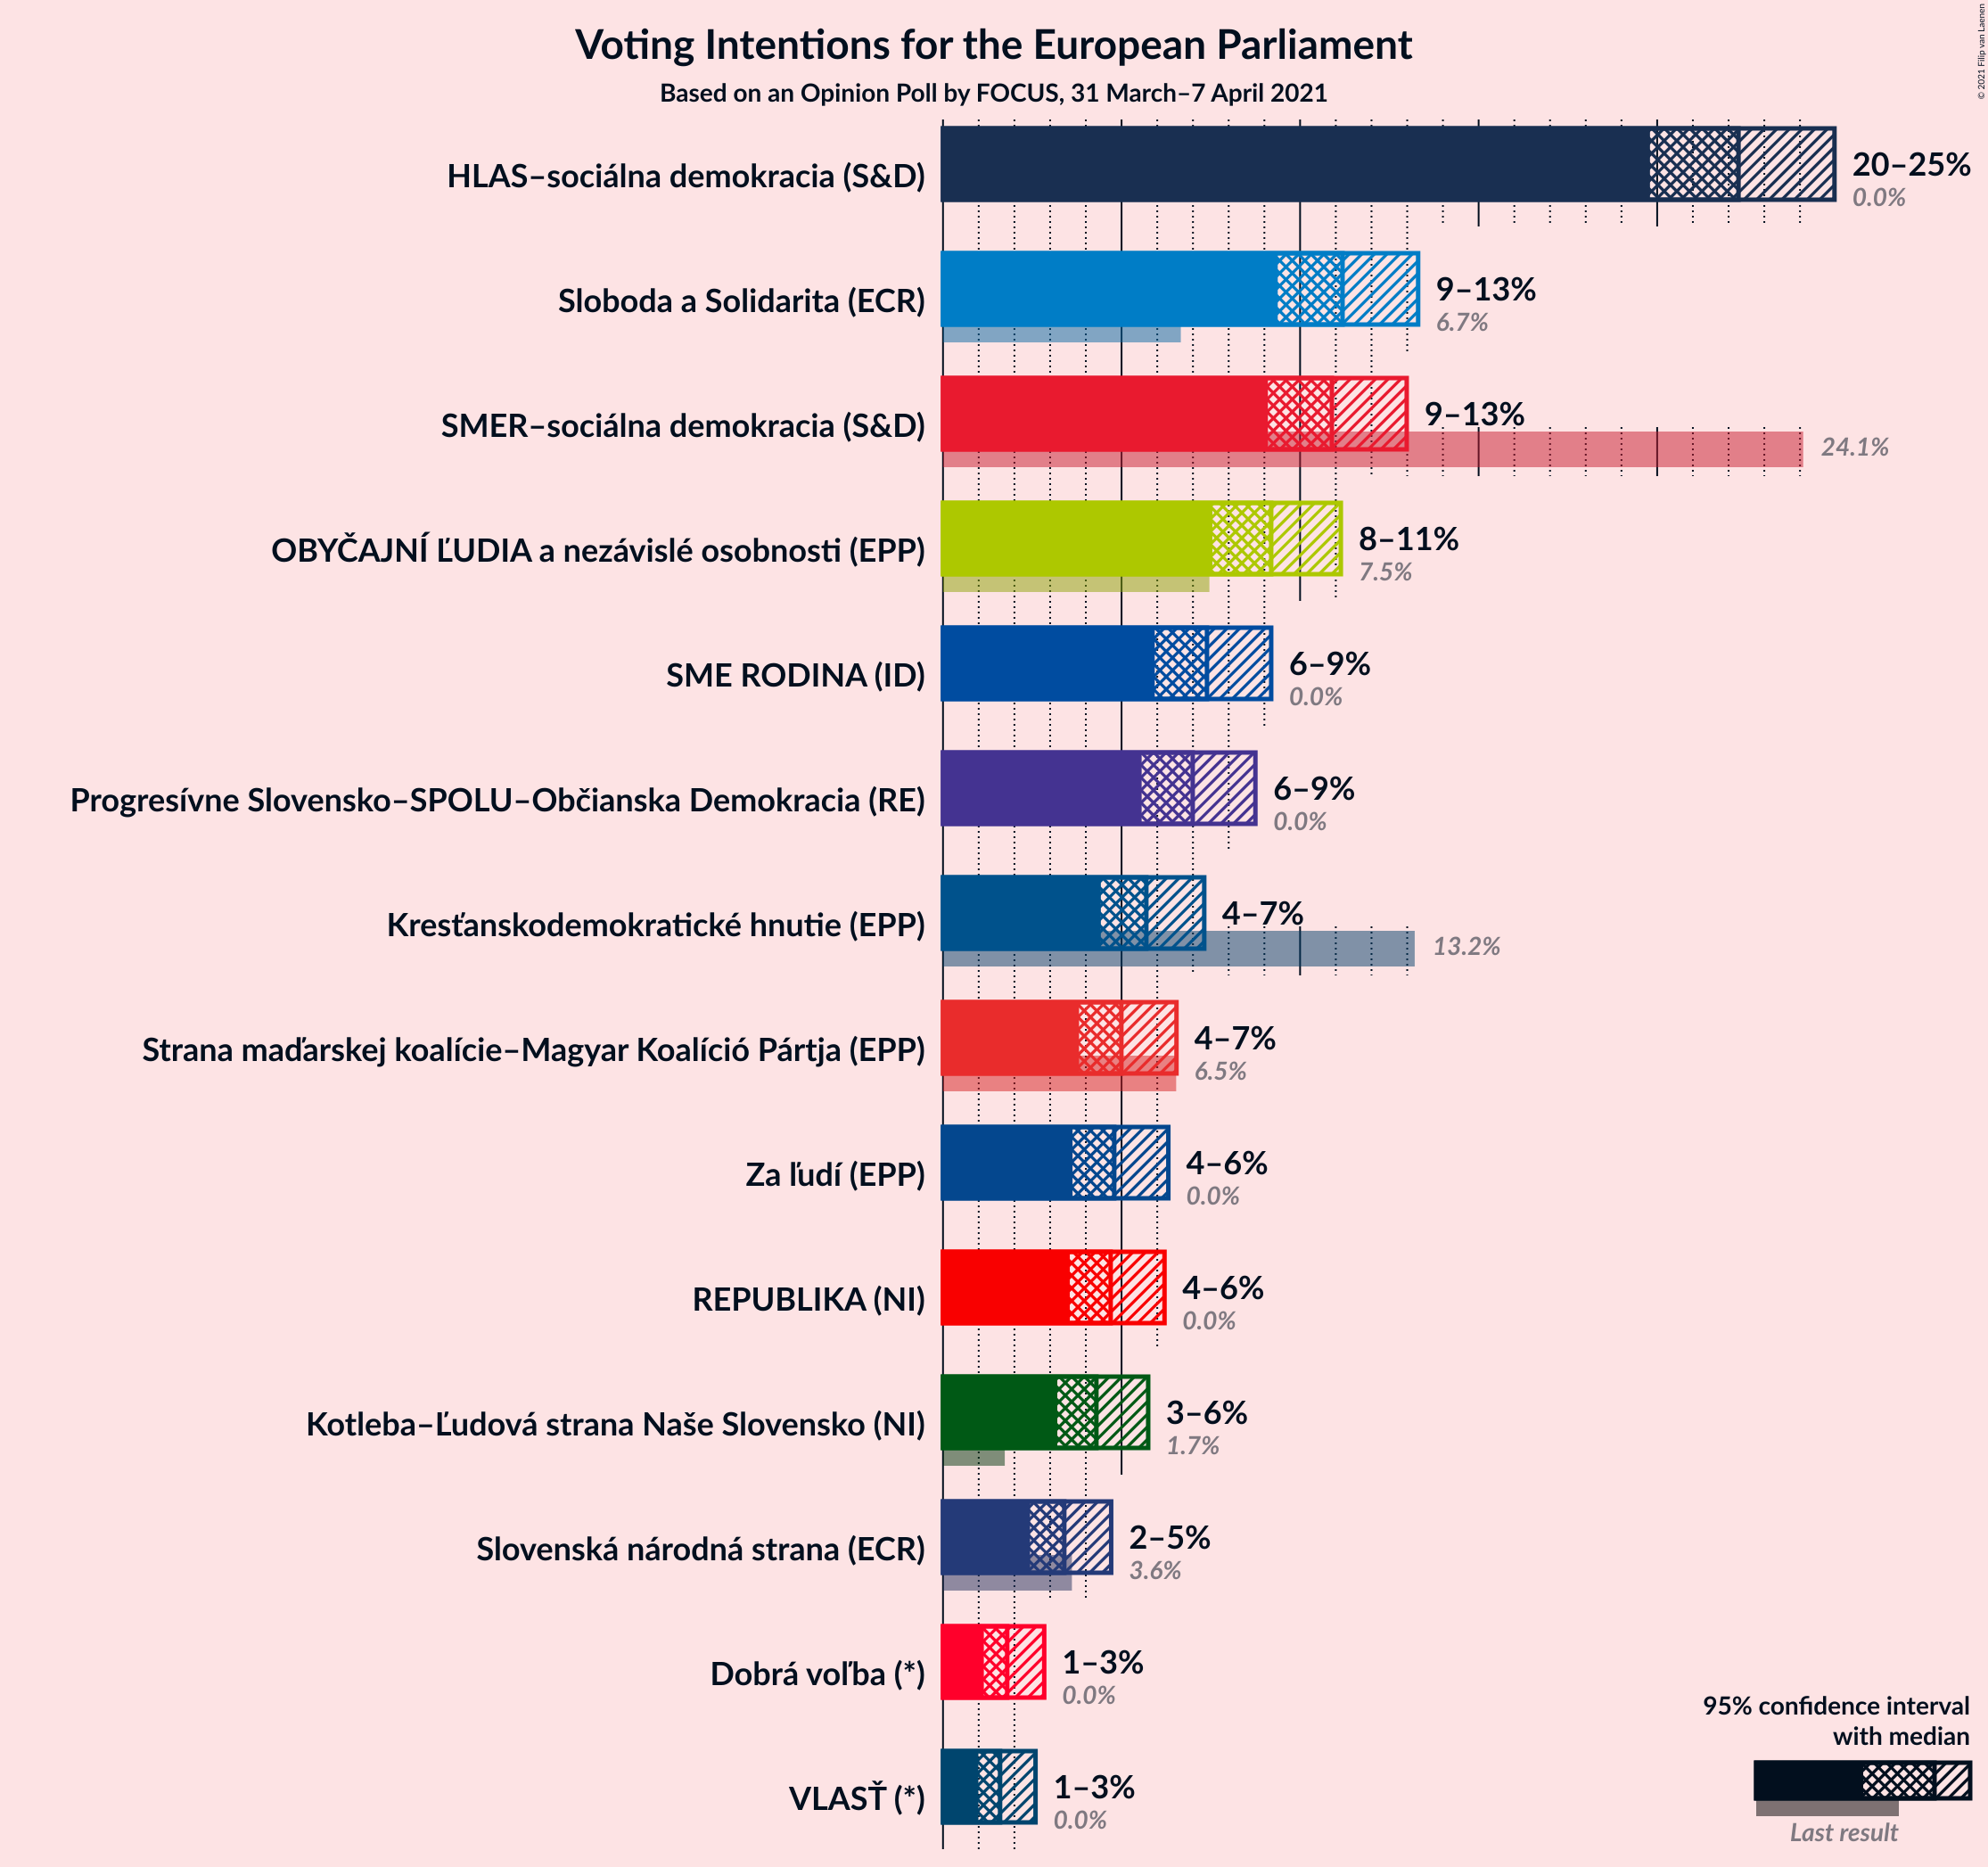 Voting Intentions for the European Parliament
Based on an Opinion Poll by FOCUS, 31 March–7 April 2021
© 2021 Filip van Laenen
HLAS–sociálna demokracia (S&D)
20–25%
0.0%
Sloboda a Solidarita (ECR)
9–13%
6.7%
SMER–sociálna demokracia (S&D)
9–13%
24.1%
OBYČAJNÍ ĽUDIA a nezávislé osobnosti (EPP)
8–11%
7.5%
SME RODINA (ID)
6–9%
0.0%
Progresívne Slovensko–SPOLU–Občianska Demokracia (RE)
6–9%
0.0%
Kresťanskodemokratické hnutie (EPP)
4–7%
13.2%
Strana maďarskej koalície–Magyar Koalíció Pártja (EPP)
4–7%
6.5%
Za ľudí (EPP)
4–6%
0.0%
REPUBLIKA (NI)
4–6%
0.0%
Kotleba–Ľudová strana Naše Slovensko (NI)
3–6%
1.7%
Slovenská národná strana (ECR)
2–5%
3.6%
Dobrá voľba (*)
1–3%
0.0%
VLASŤ (*)
1–3%
0.0%
95% confidence interval
with median
Last result